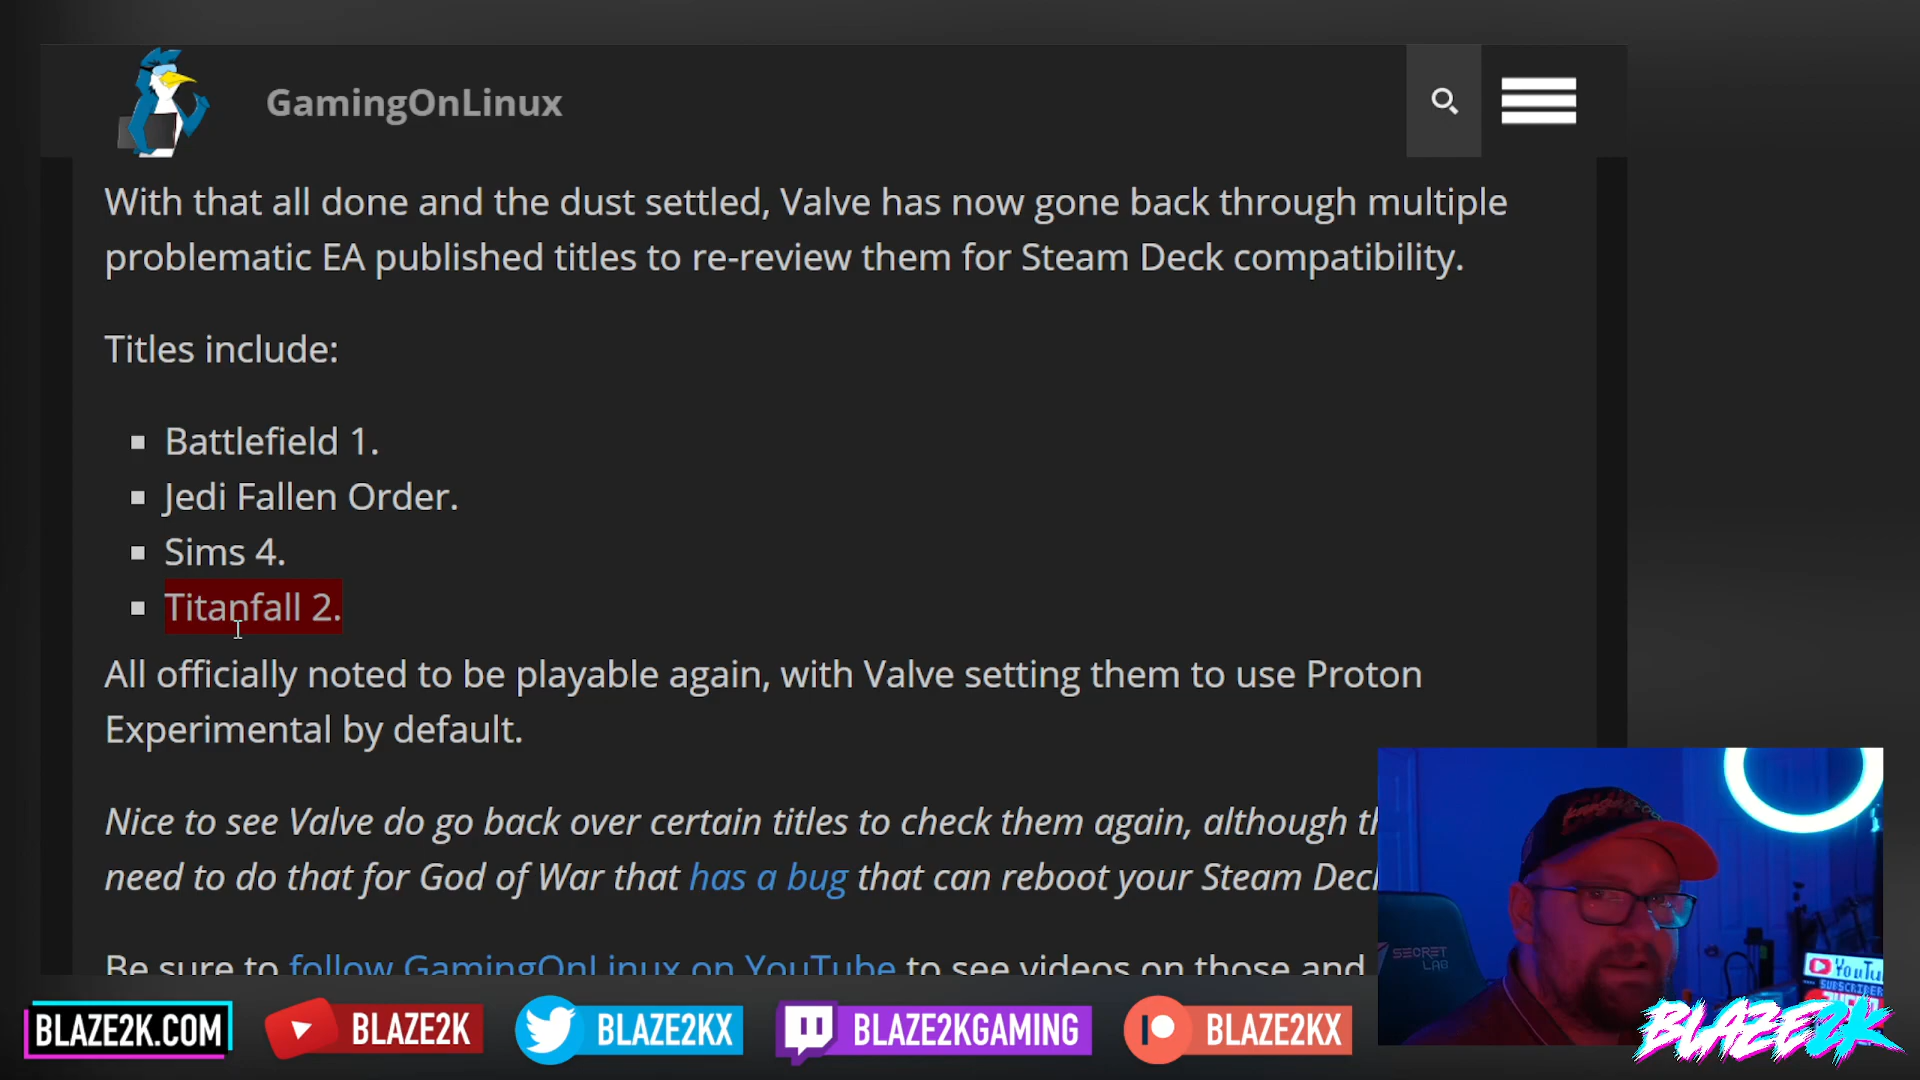 GamingOnLinux
With that all done and the dust settled, Valve has now gone back through multiple
problematic EA published titles to re-review them for Steam Deck compatibility.
Titles include:
Battlefield 1.
Jedi Fallen Order.
Sims 4.
Titanfall 2.
All officially noted to be playable again, with Valve setting them to use Proton
Experimental by default.
Nice to see Valve do go back over certain titles to check them again, although
need to do that for God of War that has a bug that can reboot your Steam
Be sure to follow GamingOnLinux on YouTube to see videos on those and
SECRET
LAB
BLAZE2K.COM
BLAZE2K
BLAZE2KX
BLAZE2KGAMING
BLAZE2KX
BLAZE2K